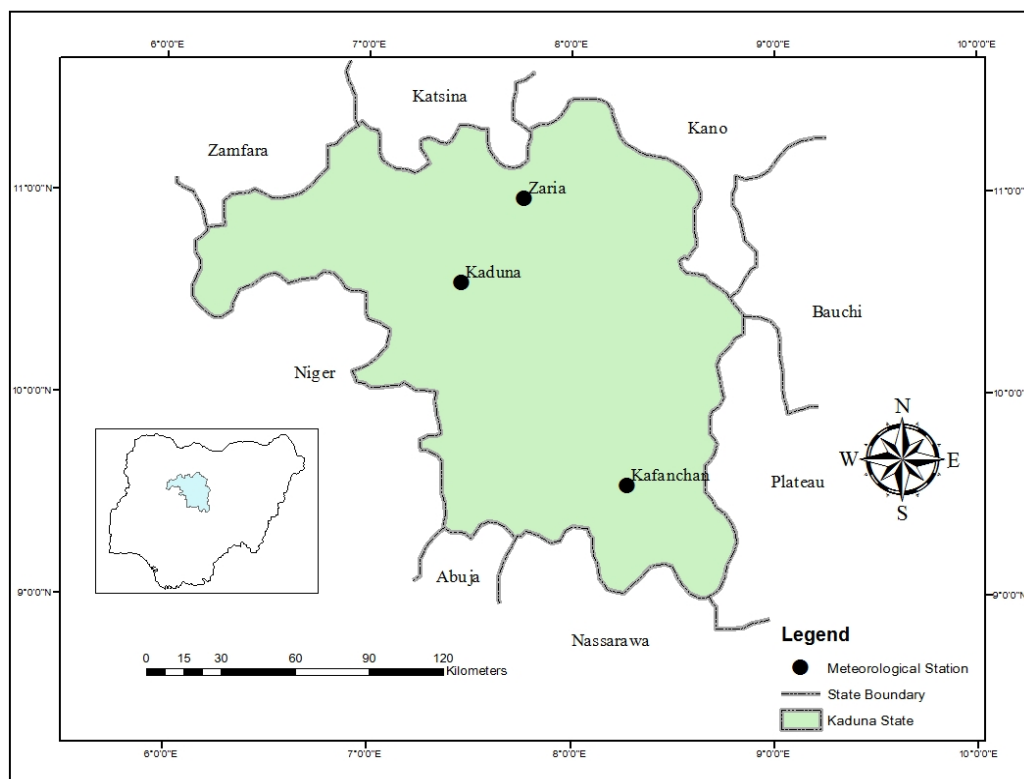 6°0'0"E 7°0'0"E 8°0'0"E 9°0'0"E 10°0'0"E
Katsina
Kano
Zamfara
11°0'0"N 11°0'0"N
Zaria
Kaduna
Bauchi
Niger
10°0'0"N 10°0'0"N
N
W E
S
Kafanchan
Plateau
Abuja
9°0'0"N 9°0'0"N
Nassarawa
Legend
Meteorological Station
State Boundary
Kaduna State
0 15 30 60 90 120
Kilometers
6°0'0"E 7°0'0"E 8°0'0"E 9°0'0"E 10°0'0"E